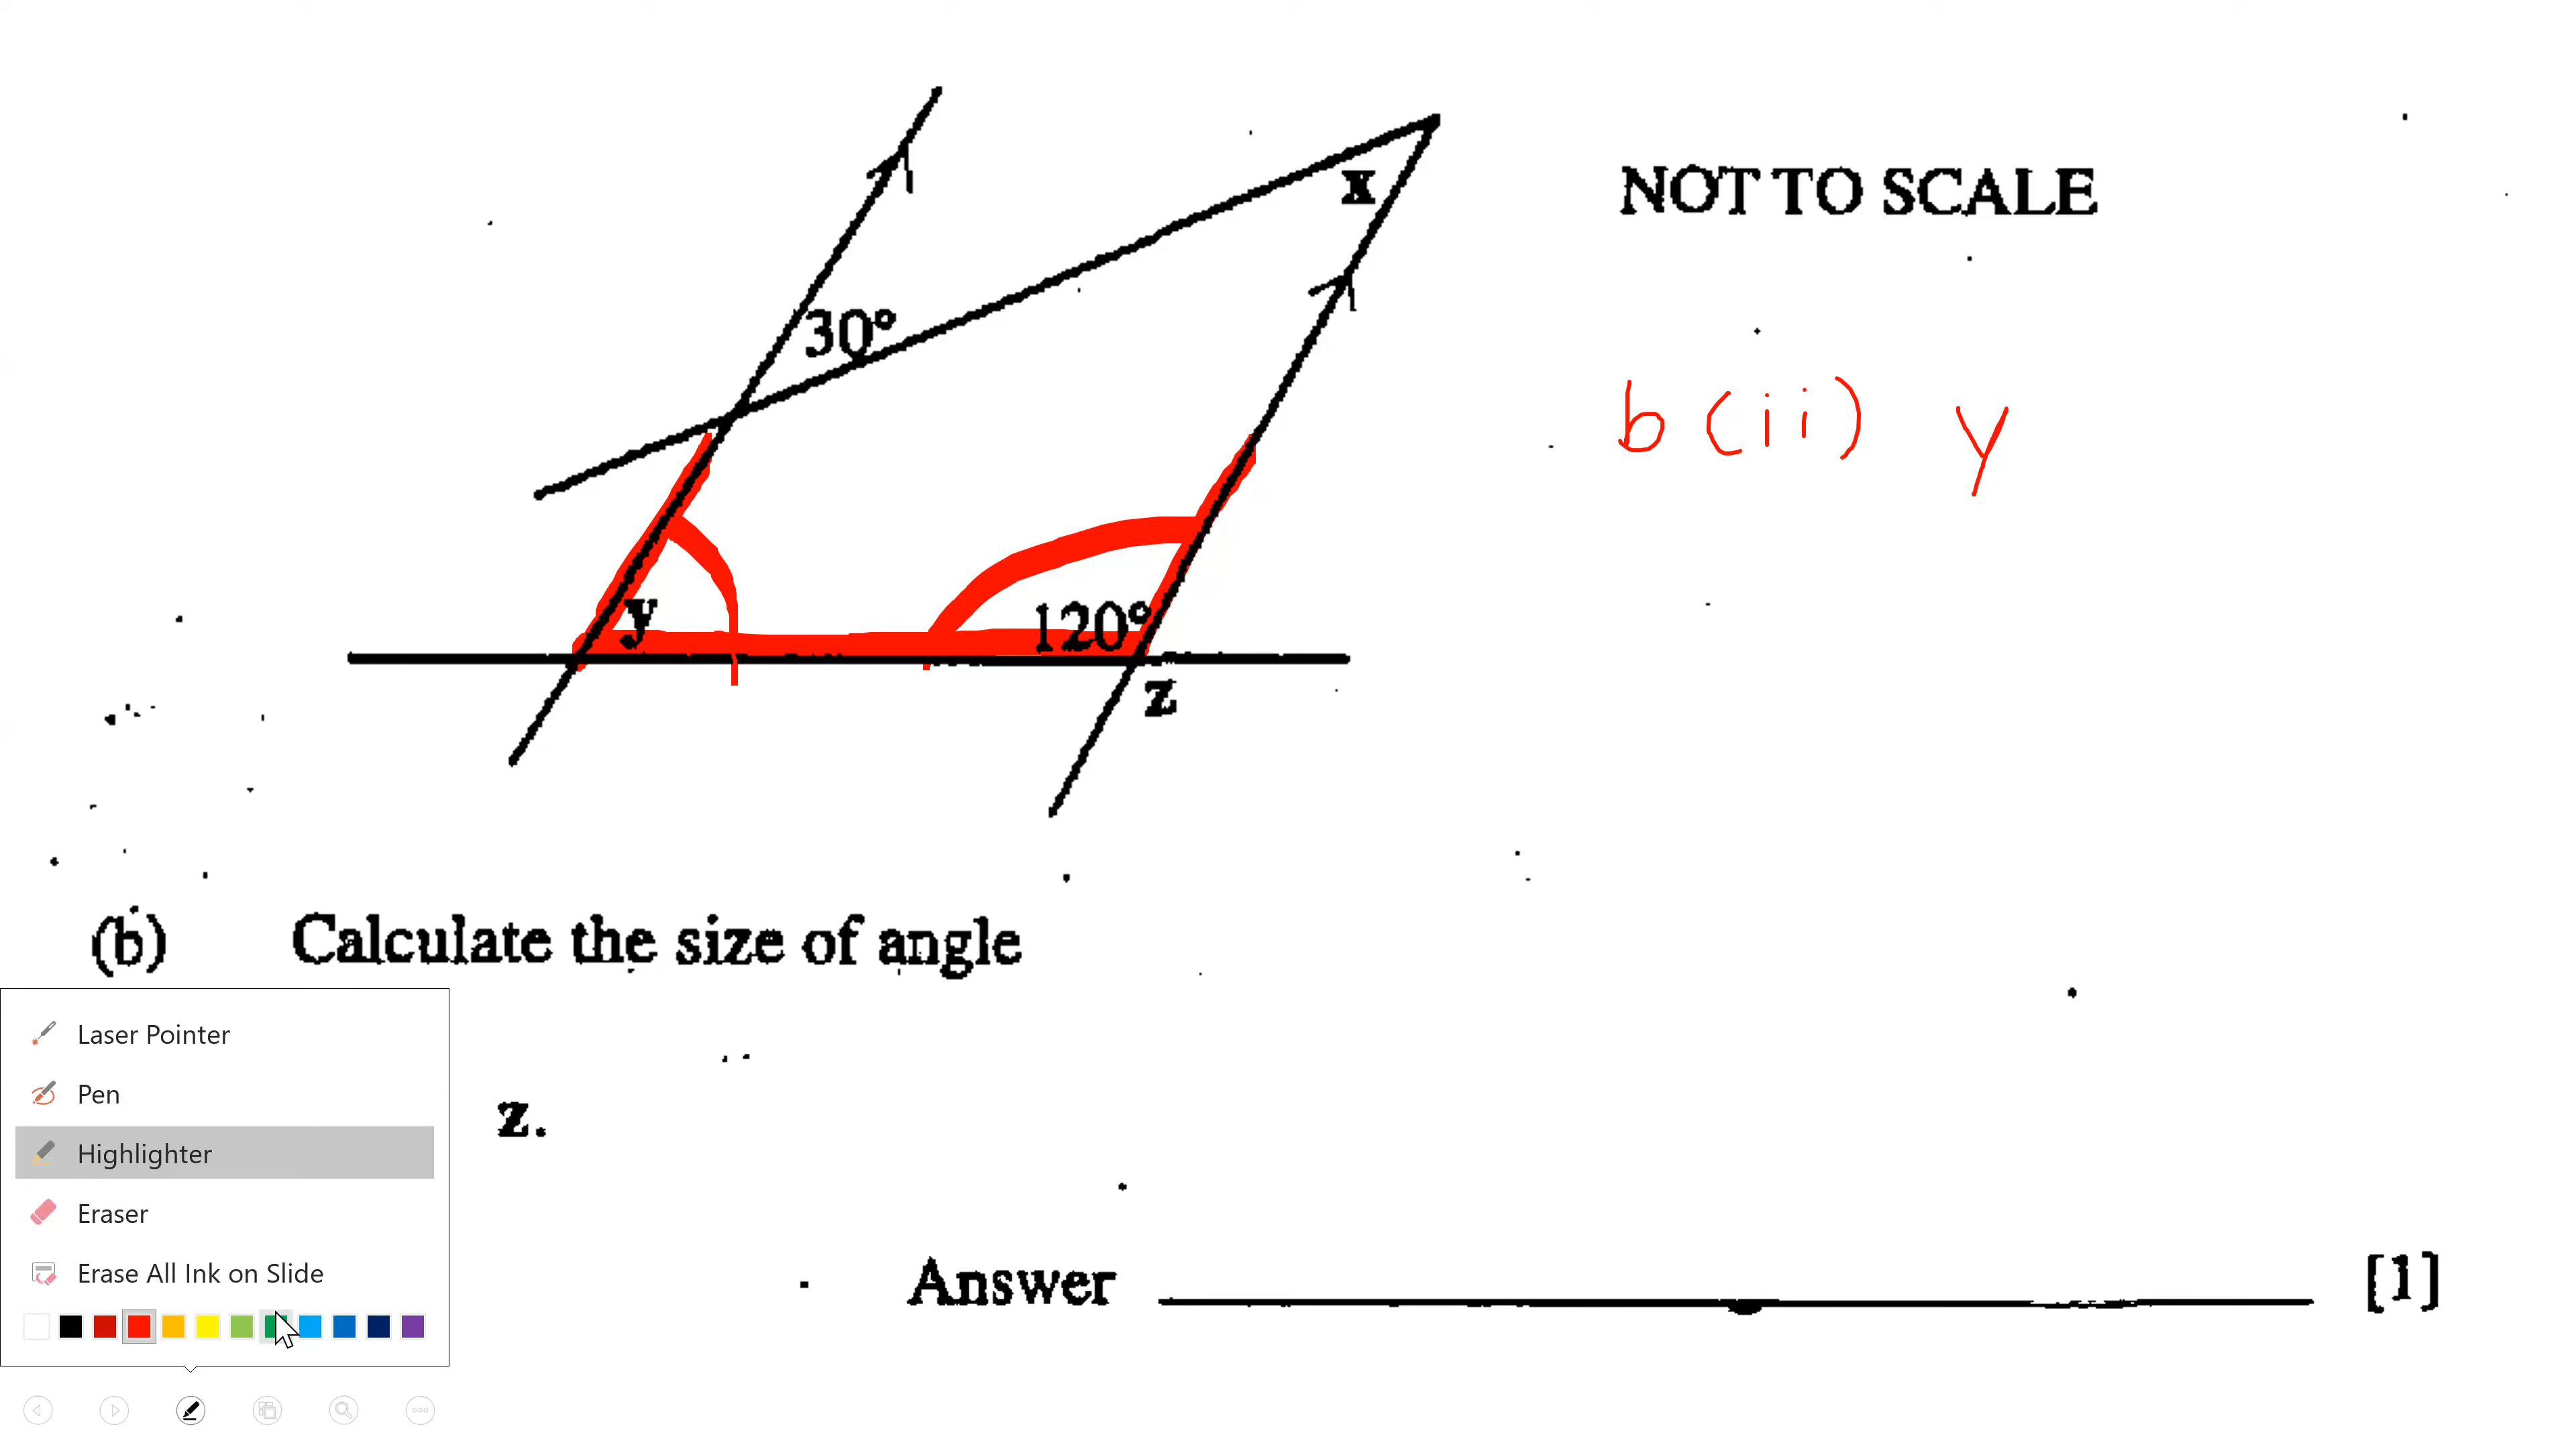 x
NOT TO SCALE
30°
b (ii) y
y
120°
z
(b) Calculate the size of angle
Laser Pointer
Pen
z.
Highlighter
Eraser
Erase All Ink on Slide
Answer [1]